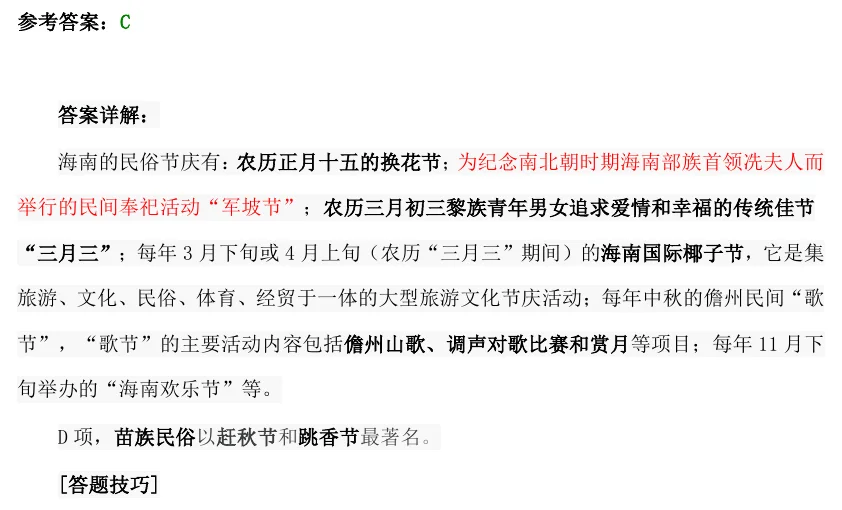 参考答案：C
答案详解：
海南的民俗节庆有：农历正月十五的换花节；为纪念南北朝时期海南部族首领冼夫人而
举行的民间奉祀活动“军坡节”；农历三月初三黎族青年男女追求爱情和幸福的传统佳节
“三月三”；每年 3 月下旬或 4 月上旬（农历“三月三”期间）的海南国际椰子节，它是集
旅游、文化、民俗、体育、经贸于一体的大型旅游文化节庆活动；每年中秋的儋州民间“歌
节”，“歌节”的主要活动内容包括儋州山歌、调声对歌比赛和赏月等项目；每年 11 月下
旬举办的“海南欢乐节”等。
D 项，苗族民俗以赶秋节和跳香节最著名。
[答题技巧]